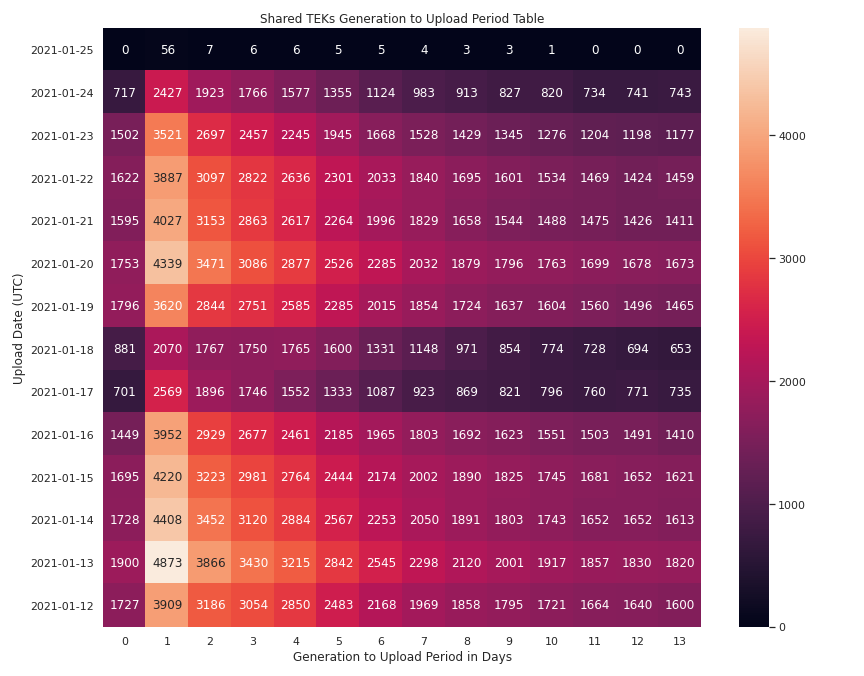 Shared TEKs Generation to Upload Period Table
Upload Date (UTC)
2021-01-25 0 56 7 6 6 5 5 4 3 3 1 0 0 0
2021-01-24 717 2427 1923 1766 1577 1355 1124 983 913 827 820 734 741 743
2021-01-23 1502 3521 2697 2457 2245 1945 1668 1528 1429 1345 1276 1204 1198 1177
2021-01-22 1622 3887 3097 2822 2636 2301 2033 1840 1695 1601 1534 1469 1424 1459
2021-01-21 1595 4027 3153 2863 2617 2264 1996 1829 1658 1544 1488 1475 1426 1411
2021-01-20 1753 4339 3471 3086 2877 2526 2285 2032 1879 1796 1763 1699 1678 1673
2021-01-19 1796 3620 2844 2751 2585 2285 2015 1854 1724 1637 1604 1560 1496 1465
2021-01-18 881 2070 1767 1750 1765 1600 1331 1148 971 854 774 728 694 653
2021-01-17 701 2569 1896 1746 1552 1333 1087 923 869 821 796 760 771 735
2021-01-16 1449 3952 2929 2677 2461 2185 1965 1803 1692 1623 1551 1503 1491 1410
2021-01-15 1695 4220 3223 2981 2764 2444 2174 2002 1890 1825 1745 1681 1652 1621
2021-01-14 1728 4408 3452 3120 2884 2567 2253 2050 1891 1803 1743 1652 1652 1613
2021-01-13 1900 4873 3866 3430 3215 2842 2545 2298 2120 2001 1917 1857 1830 1820
2021-01-12 1727 3909 3186 3054 2850 2483 2168 1969 1858 1795 1721 1664 1640 1600
0 1 2 3 4 5 6 7 8 9 10 11 12 13
Generation to Upload Period in Days
4000
3000
2000
1000
0